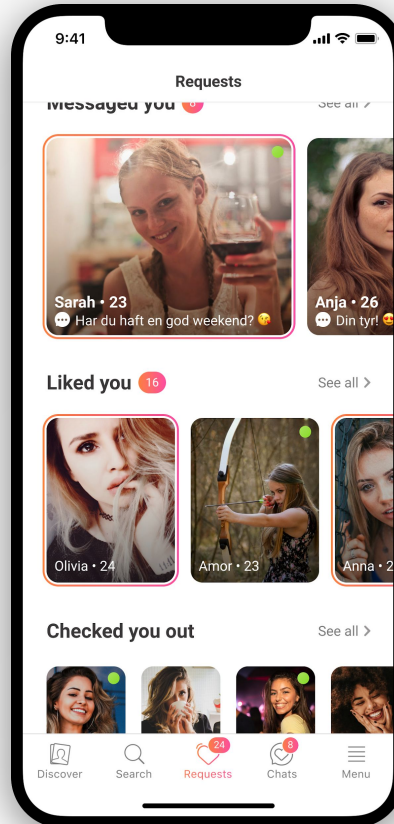 9:41
Requests
Messaged you 8
See all >
Sarah • 23
Har du haft en god weekend? 😘
Anja • 26
Din tyr! 😍
Liked you 16
See all >
Olivia • 24
Amor • 23
Anna • 2
Checked you out
See all >
24
8
Discover
Search
Requests
Chats
Menu